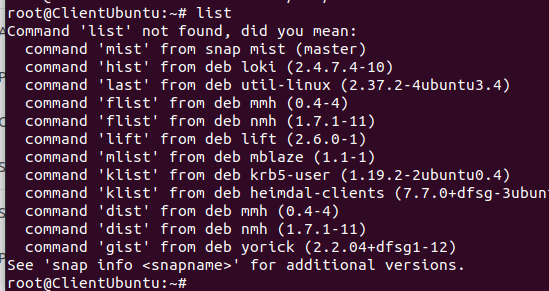 root@ClientUbuntu:~# list
Command 'list' not found, did you mean:
  command 'mist' from snap mist (master)
  command 'hist' from deb loki (2.4.7.4-10)
  command 'last' from deb util-linux (2.37.2-4ubuntu3.4)
  command 'flist' from deb mmh (0.4-4)
  command 'flist' from deb nmh (1.7.1-11)
  command 'lift' from deb lift (2.6.0-1)
  command 'mlist' from deb mblaze (1.1-1)
  command 'klist' from deb krb5-user (1.19.2-2ubuntu0.4)
  command 'klist' from deb heimdal-clients (7.7.0+dfsg-3ubun
  command 'dist' from deb mmh (0.4-4)
  command 'dist' from deb nmh (1.7.1-11)
  command 'gist' from deb yorick (2.2.04+dfsg1-12)
See 'snap info <snapname>' for additional versions.
root@ClientUbuntu:~#